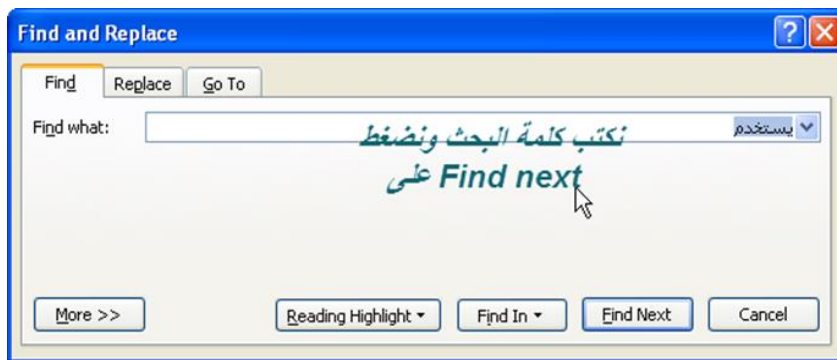 Find and Replace
Find Replace Go To
Find what: يستخدم
نكتب كلمة البحث ونضغط
على Find next
More >> Reading Highlight Find In Find Next Cancel